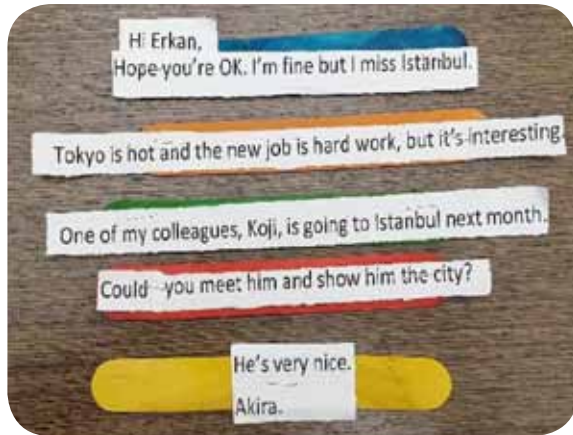 Hi Erkan,
Hope you're OK. I'm fine but I miss Istanbul.
Tokyo is hot and the new job is hard work, but it's interesting.
One of my colleagues, Koji, is going to Istanbul next month.
Could you meet him and show him the city?
He's very nice.
Akira.